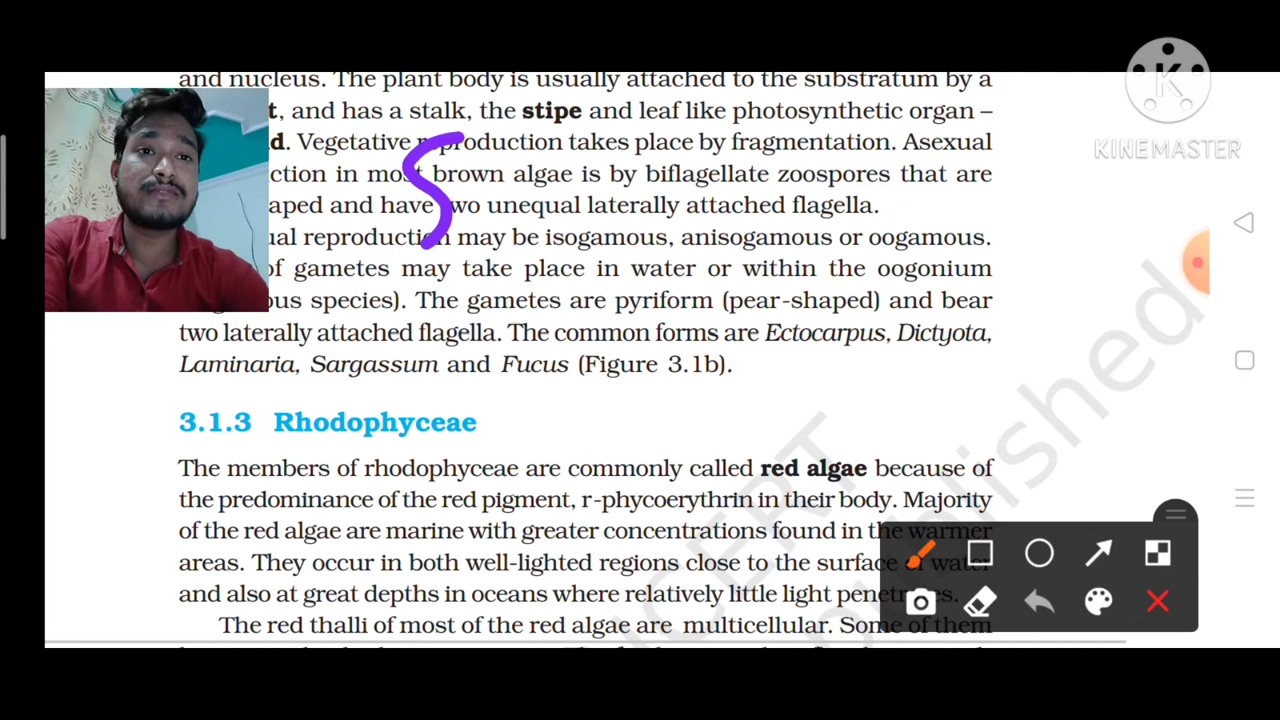 and nucleus. The plant body is usually attached to the substratum by a
t, and has a stalk, the stipe and leaf like photosynthetic organ –
d. Vegetative reproduction takes place by fragmentation. Asexual
ction in most brown algae is by biflagellate zoospores that are
aped and have two unequal laterally attached flagella.
ual reproduction may be isogamous, anisogamous or oogamous.
of gametes may take place in water or within the oogonium
ous species). The gametes are pyriform (pear-shaped) and bear
two laterally attached flagella. The common forms are Ectocarpus, Dictyota,
Laminaria, Sargassum and Fucus (Figure 3.1b).
3.1.3 Rhodophyceae
The members of rhodophyceae are commonly called red algae because of
the predominance of the red pigment, r-phycoerythrin in their body. Majority
of the red algae are marine with greater concentrations found in the warmer
areas. They occur in both well-lighted regions close to the surface of water
and also at great depths in oceans where relatively little light penetrates.
The red thalli of most of the red algae are multicellular. Some of them
K
KINEMASTER
NCERT
published